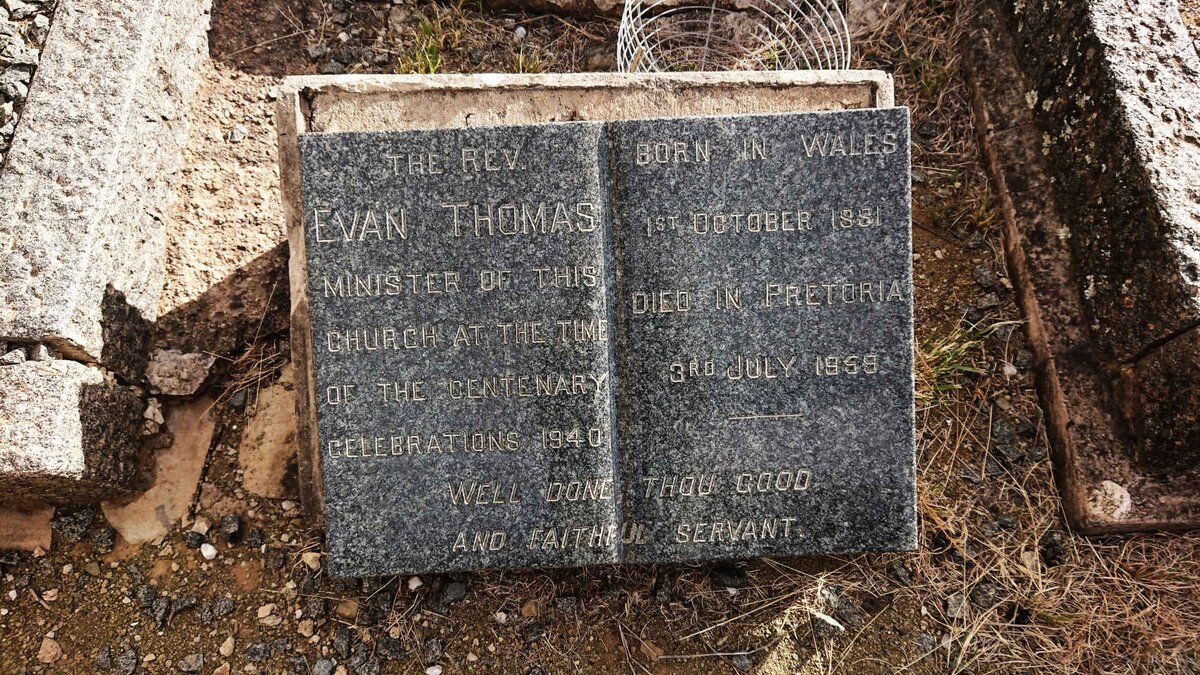 THE REV.
EVAN THOMAS
MINISTER OF THIS
CHURCH AT THE TIME
OF THE CENTENARY
CELEBRATIONS 1940
BORN IN WALES
1ST OCTOBER 1881
DIED IN PRETORIA
3RD JULY
WELL DONE THOU GOOD
AND FAITHFUL SERVANT.